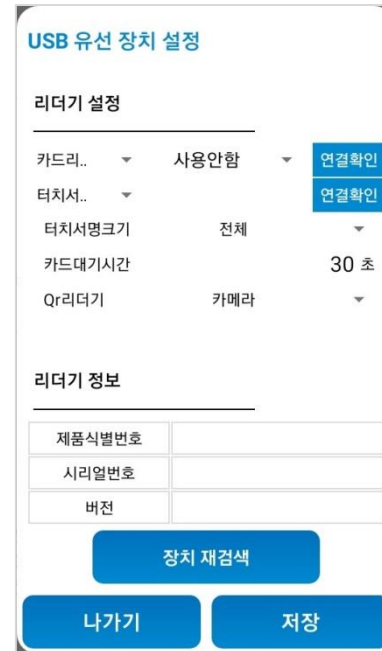 USB 유선 장치 설정
리더기 설정
카드리.. 사용안함 연결확인
터치서.. 연결확인
터치서명크기 전체
카드대기시간 30 초
Qr리더기 카메라
리더기 정보
제품식별번호
시리얼번호
버전
장치 재검색
나가기 저장